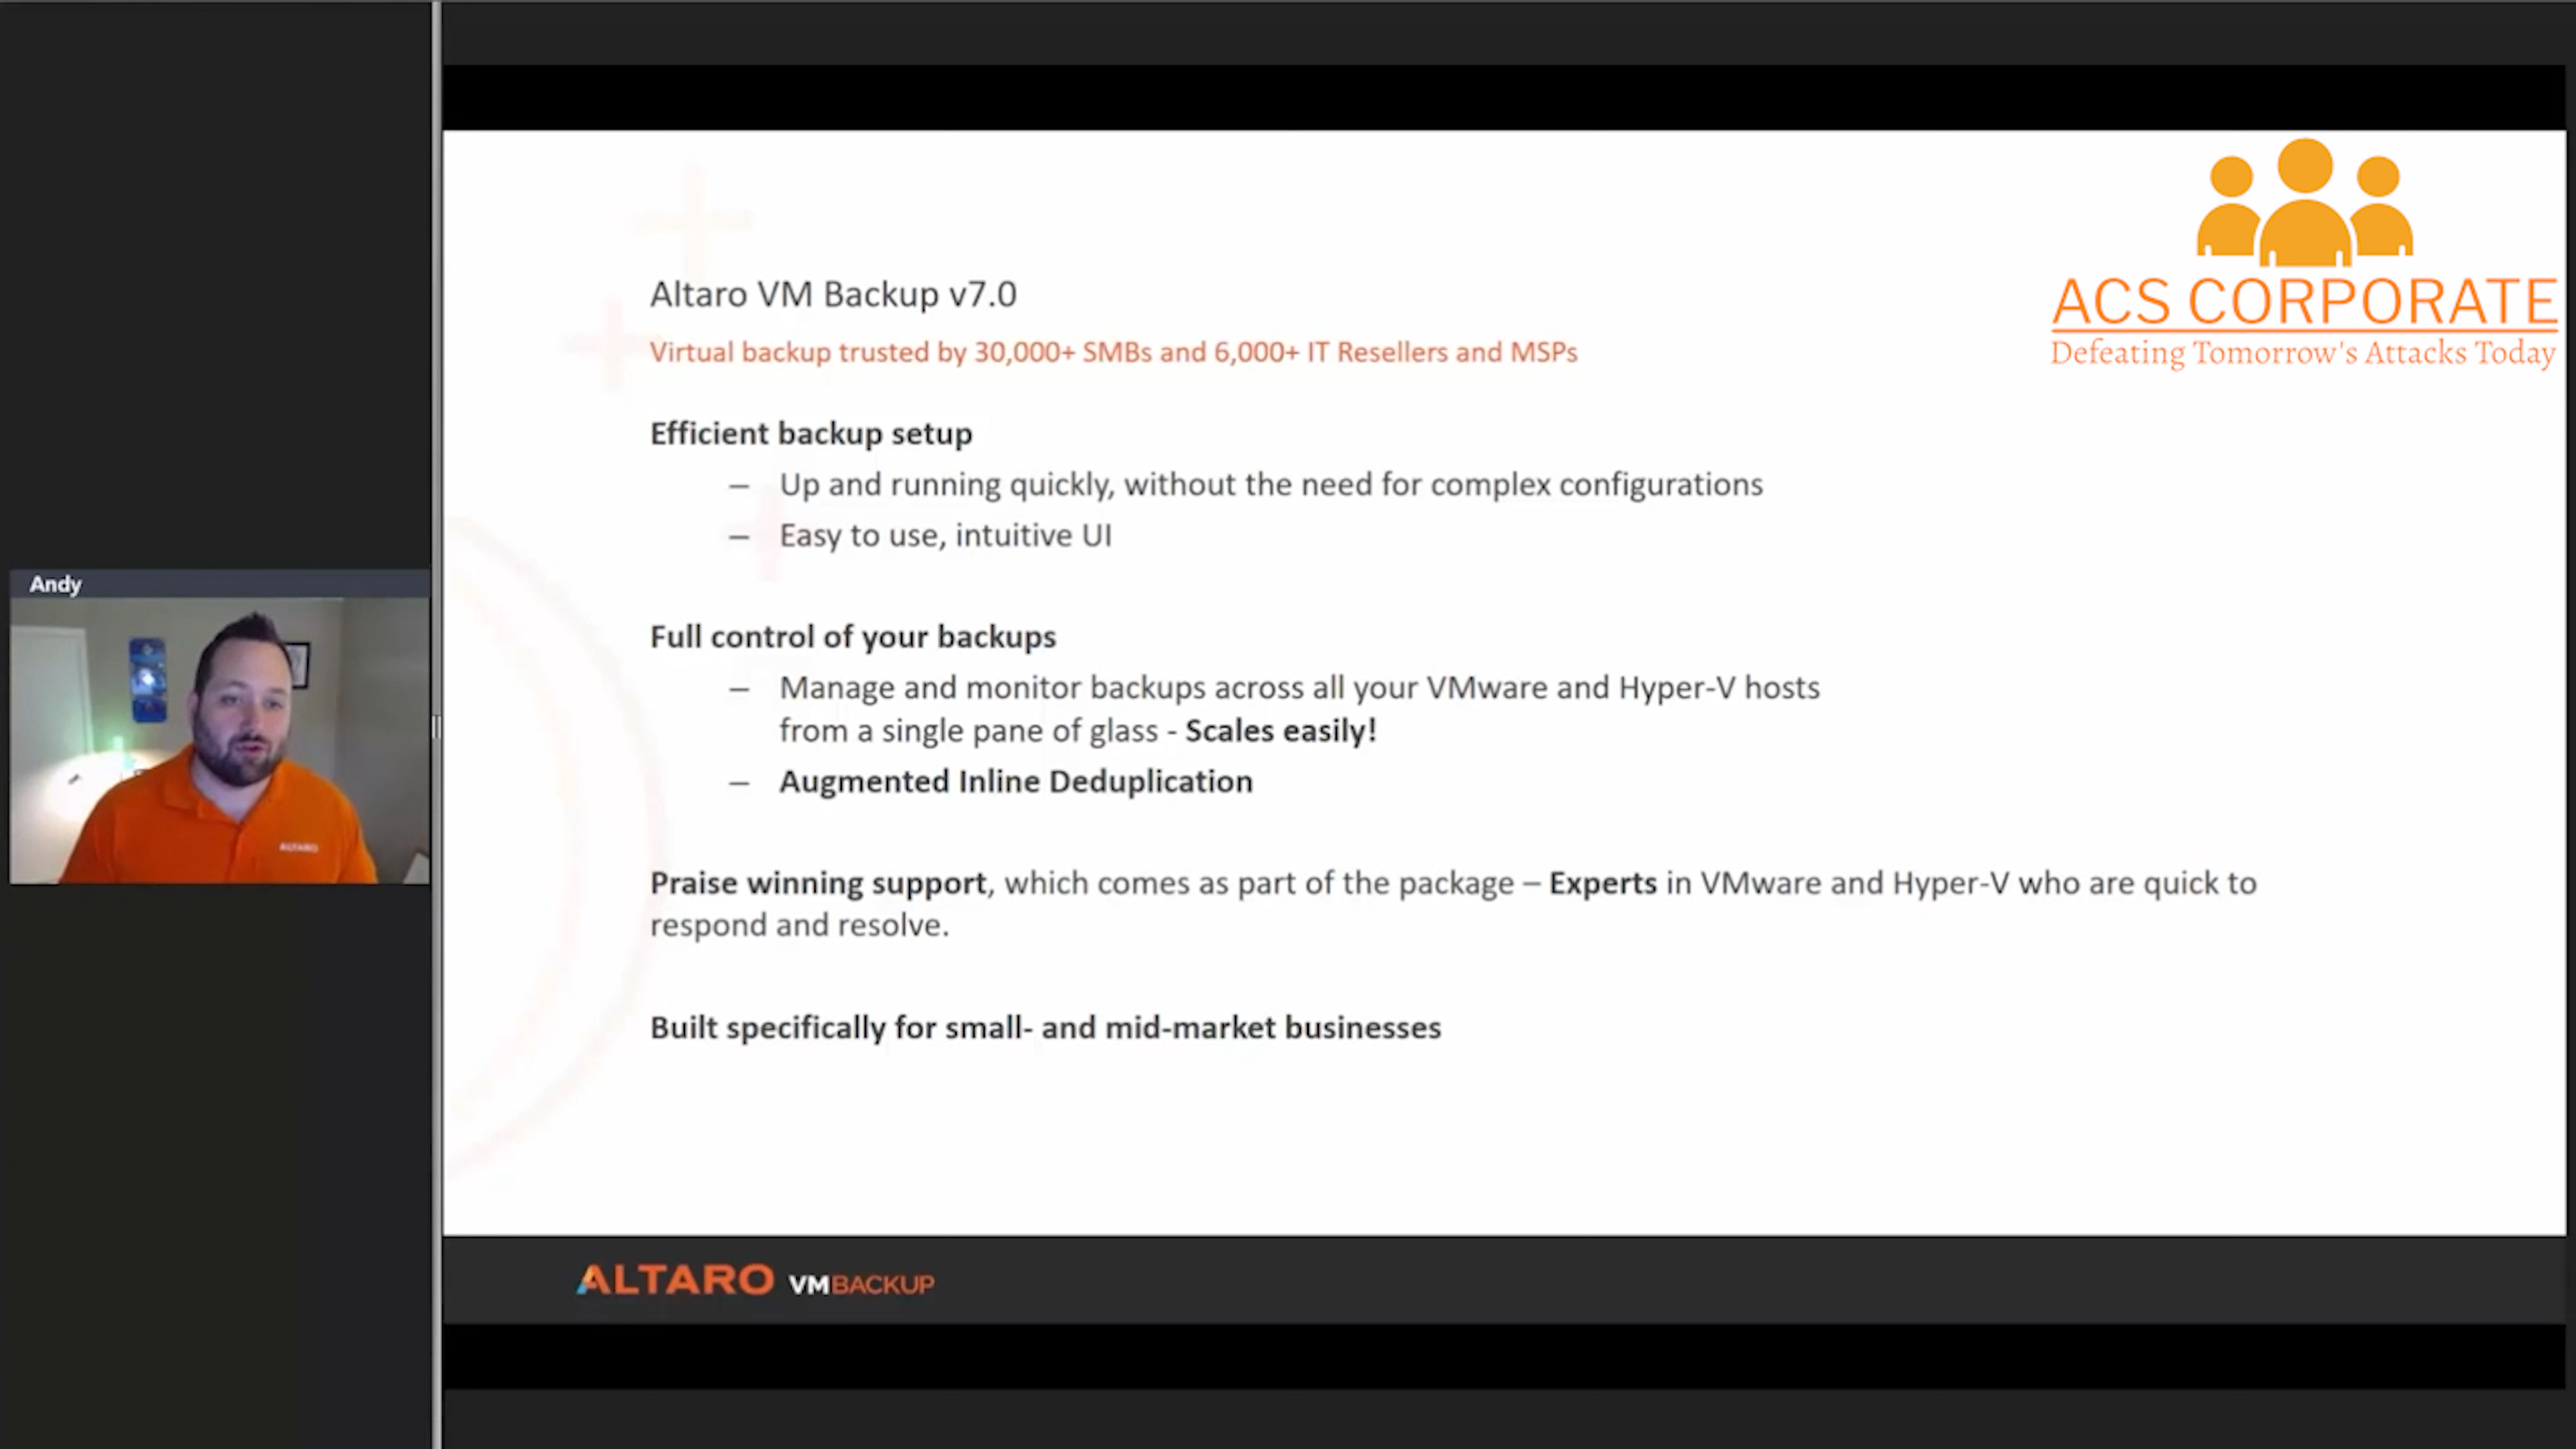 Andy
ALTARO
ACS CORPORATE
Defeating Tomorrow's Attacks Today
Altaro VM Backup v7.0
Virtual backup trusted by 30,000+ SMBs and 6,000+ IT Resellers and MSPs
Efficient backup setup
– Up and running quickly, without the need for complex configurations
– Easy to use, intuitive UI
Full control of your backups
– Manage and monitor backups across all your VMware and Hyper-V hosts
from a single pane of glass - Scales easily!
– Augmented Inline Deduplication
Praise winning support, which comes as part of the package – Experts in VMware and Hyper-V who are quick to
respond and resolve.
Built specifically for small- and mid-market businesses
ALTARO VMBACKUP